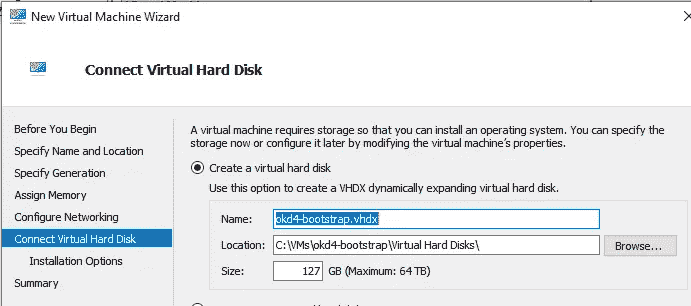 New Virtual Machine Wizard
Connect Virtual Hard Disk
Before You Begin
Specify Name and Location
Specify Generation
Assign Memory
Configure Networking
Connect Virtual Hard Disk
Installation Options
Summary
A virtual machine requires storage so that you can install an operating system. You can specify the
storage now or configure it later by modifying the virtual machine's properties.
Create a virtual hard disk
Use this option to create a VHDX dynamically expanding virtual hard disk.
Name: okd4-bootstrap.vhdx
Location: C:\VMs\okd4-bootstrap\Virtual Hard Disks\ Browse...
Size: 127 GB (Maximum: 64 TB)